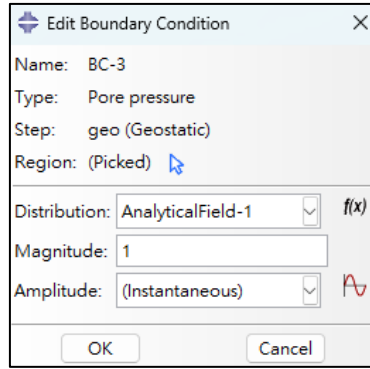 Edit Boundary Condition
Name: BC-3
Type: Pore pressure
Step: geo (Geostatic)
Region: (Picked)
Distribution: AnalyticalField-1 f(x)
Magnitude: 1
Amplitude: (Instantaneous)
OK Cancel